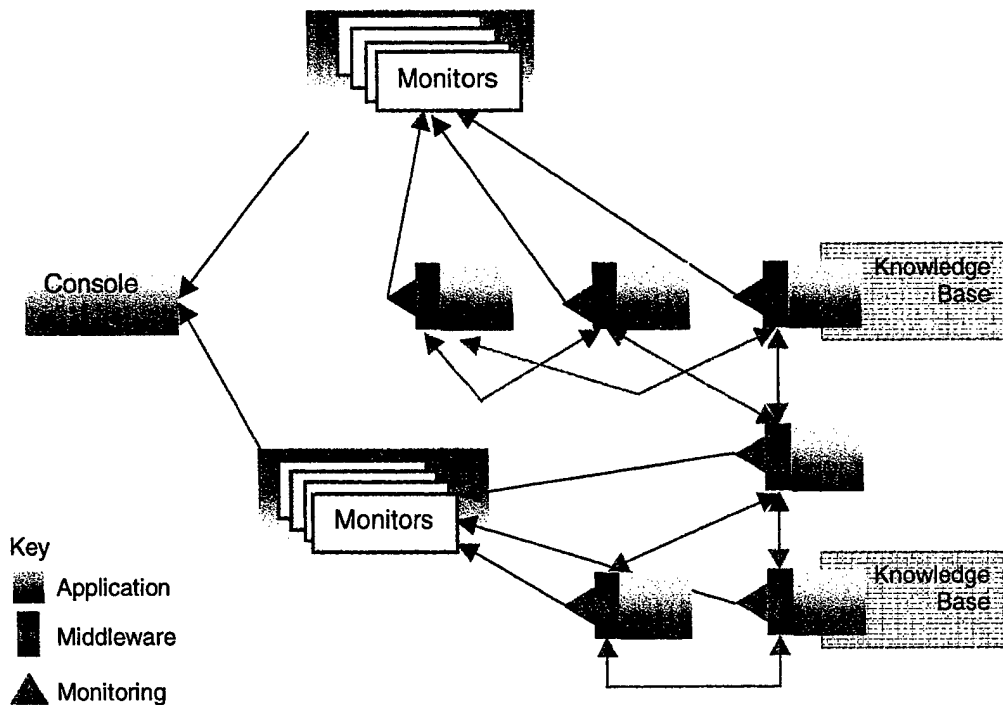 Monitors
Console
Knowledge
Base
Monitors
Key
Application
Middleware
Monitoring
Knowledge
Base